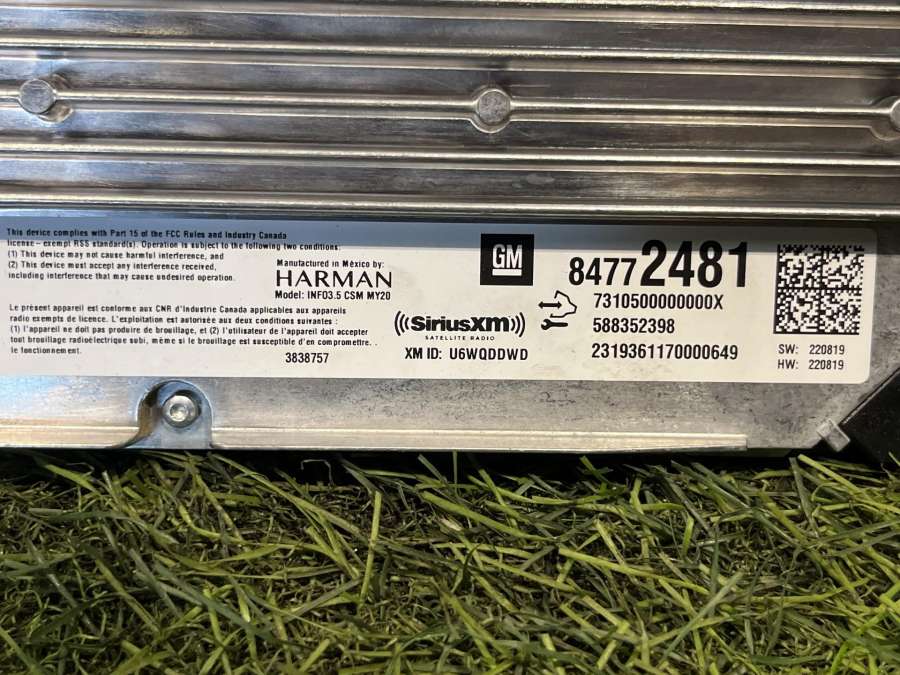 This device complies with Part 15 of the FCC Rules and Industry Canada
license – exempt RSS standard(s). Operation is subject to the following two conditions:
(1) This device may not cause harmful interference, and
(2) This device must accept any interference received,
including interference that may cause undesired operation.
Le présent appareil est conforme aux CNR d'Industrie Canada applicables aux appareils
radio exempts de licence. L'exploitation est autorisée aux deux conditions suivantes :
(1) l'appareil ne doit pas produire de brouillage, et (2) l'utilisateur de l'appareil doit accepter
tout brouillage radioélectrique subi, même si le brouillage est susceptible d'en compromettre. .
le fonctionnement.
3838757
Manufactured in México by:
HARMAN
Model: INFO3.5 CSM MY20
SiriusXM
SATELLITE RADIO
XM ID: U6WQDDWD
GM
84772481
7310500000000X
588352398
2319361170000649
SW: 220819
HW: 220819